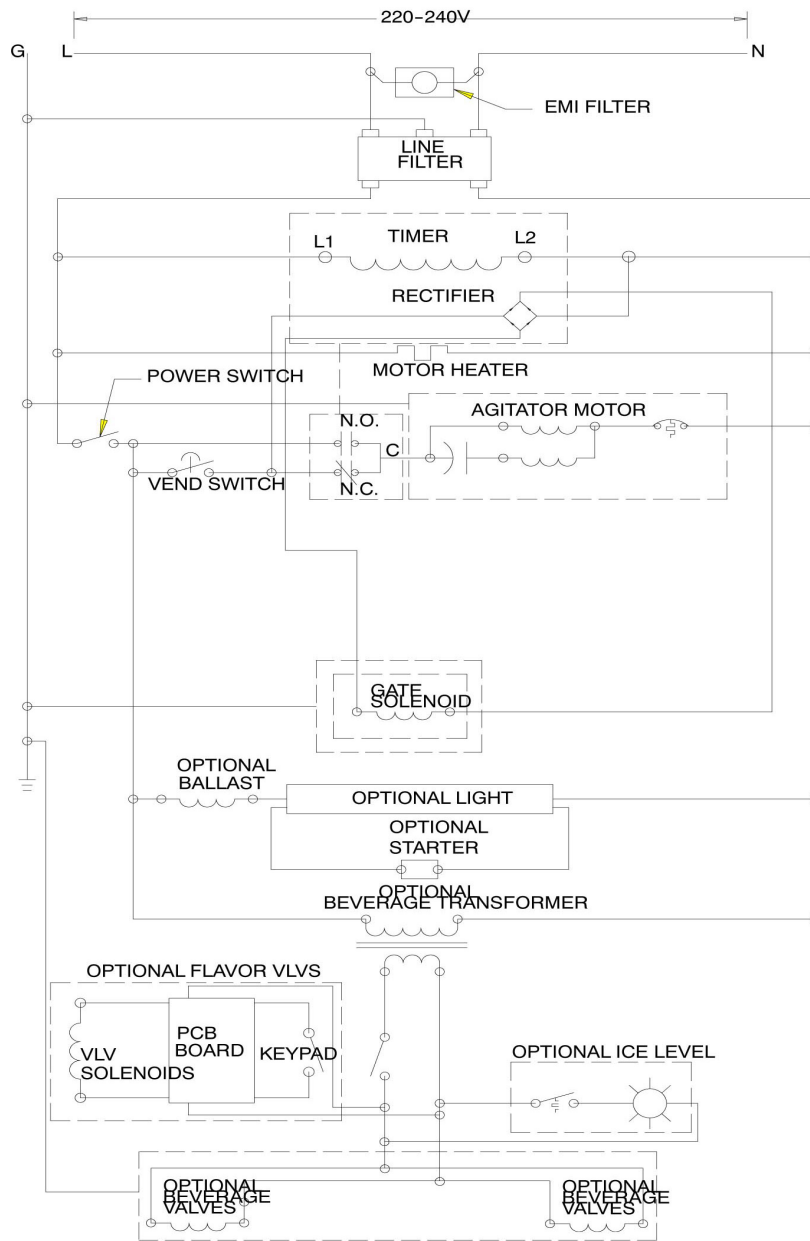 220-240V
G
L
N
EMI FILTER
LINE
FILTER
TIMER
L1
L2
RECTIFIER
MOTOR HEATER
POWER SWITCH
AGITATOR MOTOR
N.O.
C
VEND SWITCH
N.C.
GATE
SOLENOID
OPTIONAL
BALLAST
OPTIONAL LIGHT
OPTIONAL
STARTER
OPTIONAL
BEVERAGE TRANSFORMER
OPTIONAL FLAVOR VLVS
PCB
BOARD
KEYPAD
VLV
SOLENOIDS
OPTIONAL ICE LEVEL
OPTIONAL
BEVERAGE
VALVES
OPTIONAL
BEVERAGE
VALVES